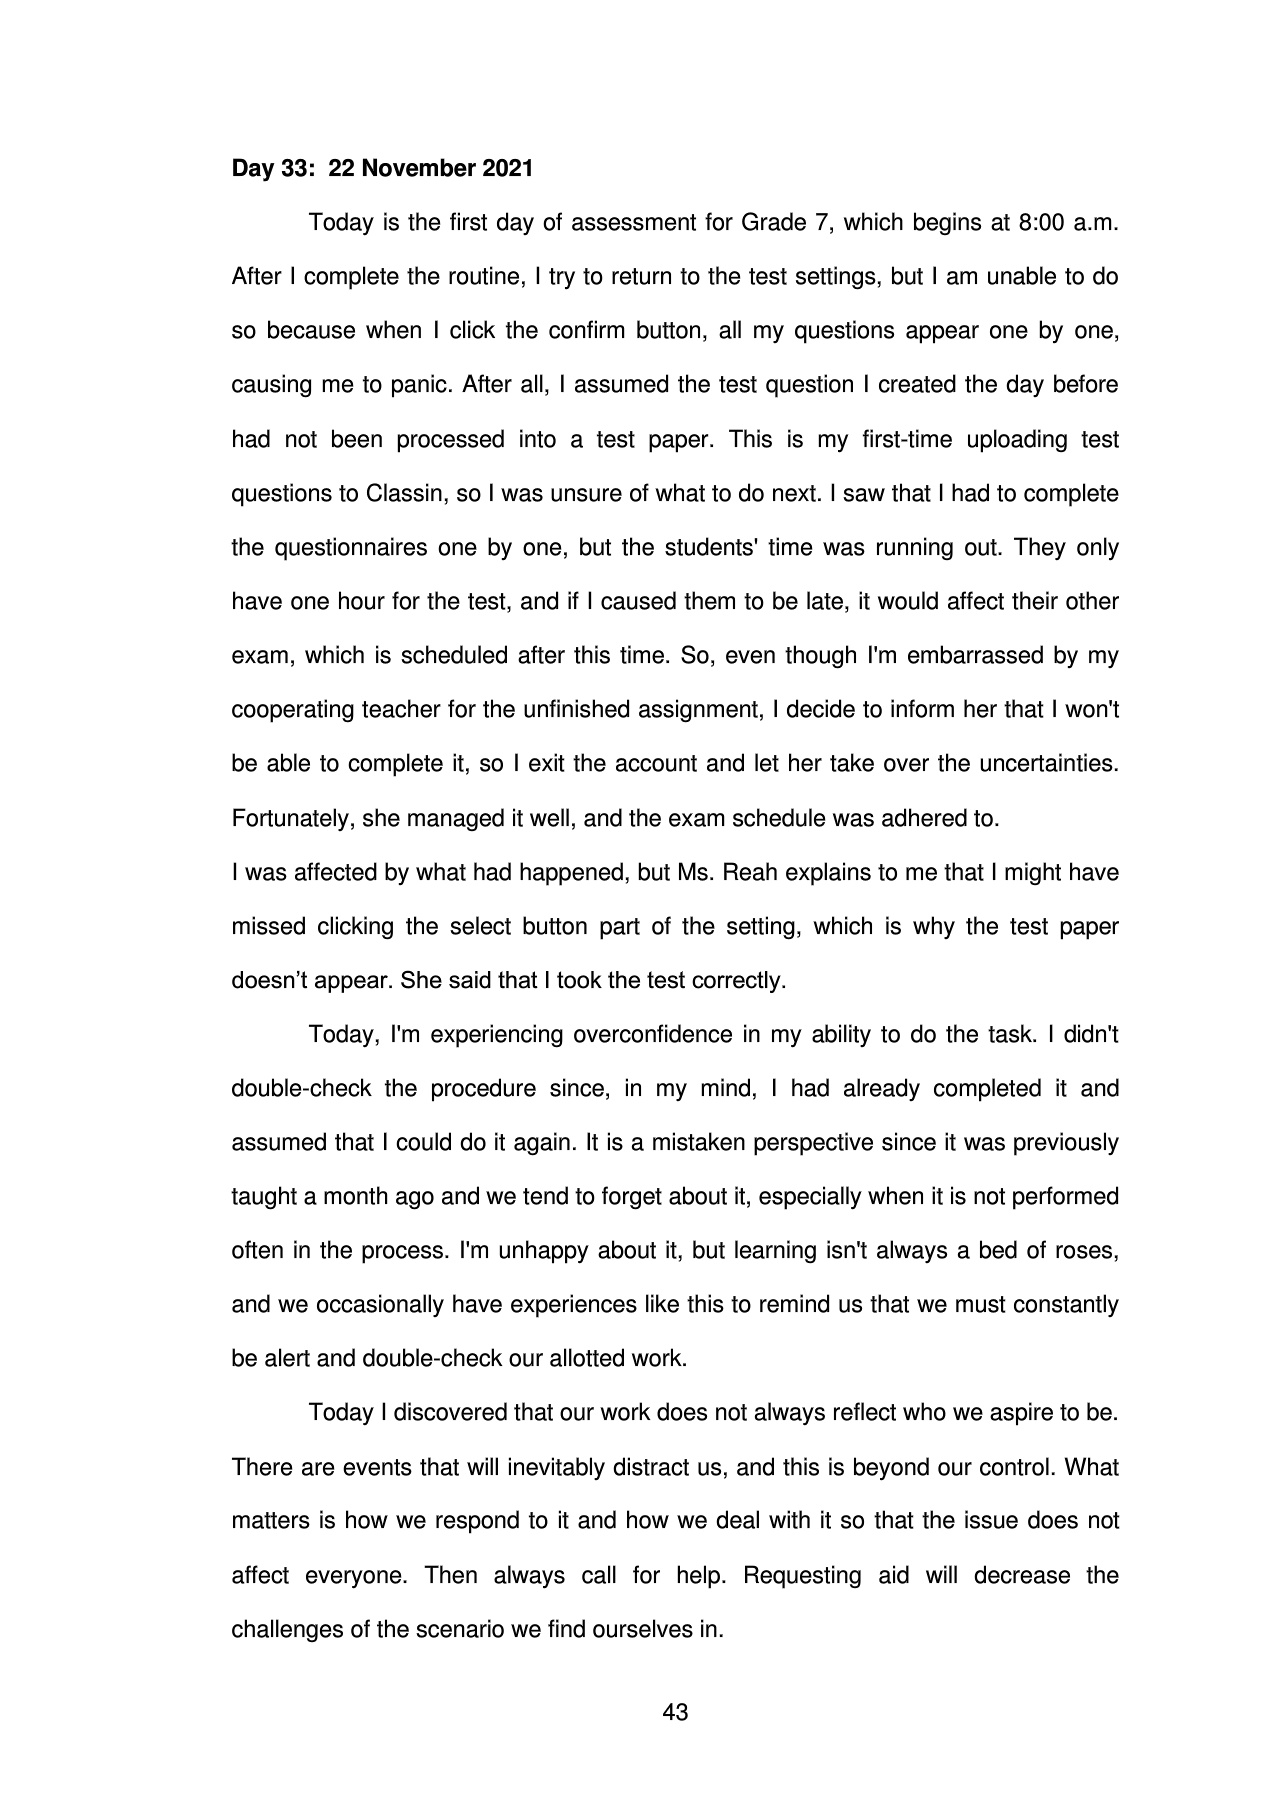 Day 33:  22 November 2021
Today is the first day of assessment for Grade 7, which begins at 8:00 a.m.
After I complete the routine, I try to return to the test settings, but I am unable to do
so because when I click the confirm button, all my questions appear one by one,
causing me to panic. After all, I assumed the test question I created the day before
had not been processed into a test paper. This is my first-time uploading test
questions to Classin, so I was unsure of what to do next. I saw that I had to complete
the questionnaires one by one, but the students' time was running out. They only
have one hour for the test, and if I caused them to be late, it would affect their other
exam, which is scheduled after this time. So, even though I'm embarrassed by my
cooperating teacher for the unfinished assignment, I decide to inform her that I won't
be able to complete it, so I exit the account and let her take over the uncertainties.
Fortunately, she managed it well, and the exam schedule was adhered to.
I was affected by what had happened, but Ms. Reah explains to me that I might have
missed clicking the select button part of the setting, which is why the test paper
doesn’t appear. She said that I took the test correctly.
Today, I'm experiencing overconfidence in my ability to do the task. I didn't
double-check the procedure since, in my mind, I had already completed it and
assumed that I could do it again. It is a mistaken perspective since it was previously
taught a month ago and we tend to forget about it, especially when it is not performed
often in the process. I'm unhappy about it, but learning isn't always a bed of roses,
and we occasionally have experiences like this to remind us that we must constantly
be alert and double-check our allotted work.
Today I discovered that our work does not always reflect who we aspire to be.
There are events that will inevitably distract us, and this is beyond our control. What
matters is how we respond to it and how we deal with it so that the issue does not
affect everyone. Then always call for help. Requesting aid will decrease the
challenges of the scenario we find ourselves in.
43